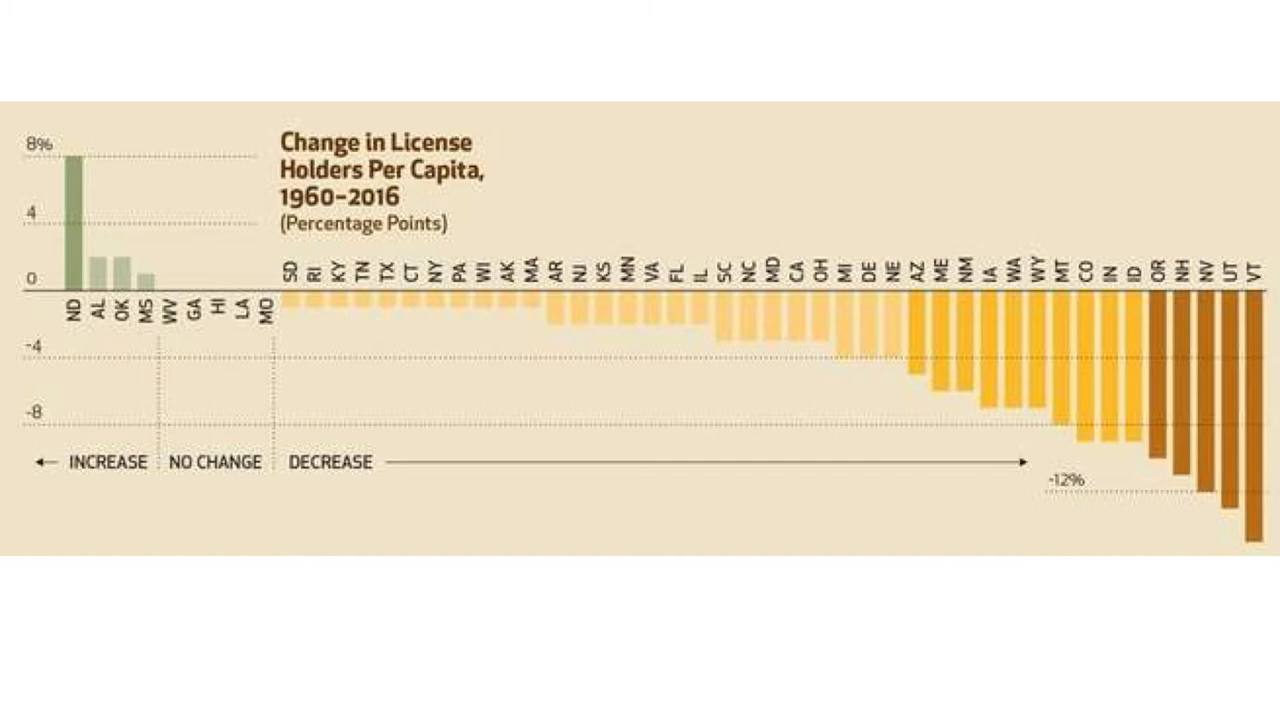 Change in License
Holders Per Capita,
1960–2016
(Percentage Points)
8%
4
0
-4
-8
-12%
ND AL OK MS WV GA HI LA MO
SD RI KY TN TX CT NY PA WI AK MA AR NJ KS MN VA FL IL SC NC MD CA OH MI DE NE AZ ME NM IA WA WY MT CO IN ID OR NH NV UT VT
INCREASE NO CHANGE DECREASE